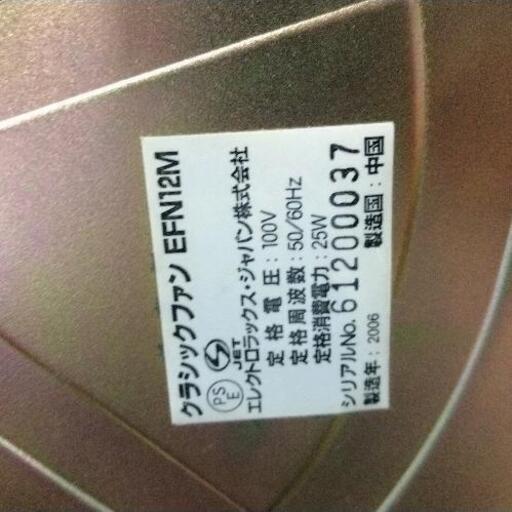 クラシックファン EFN12M
PS
E
JET
エレクトロラックス・ジャパン株式会社
定格電圧:100V
定格周波数:50/60Hz
定格消費電力:25W
シリアルNo. 61200037
製造年:2006 製造国:中国